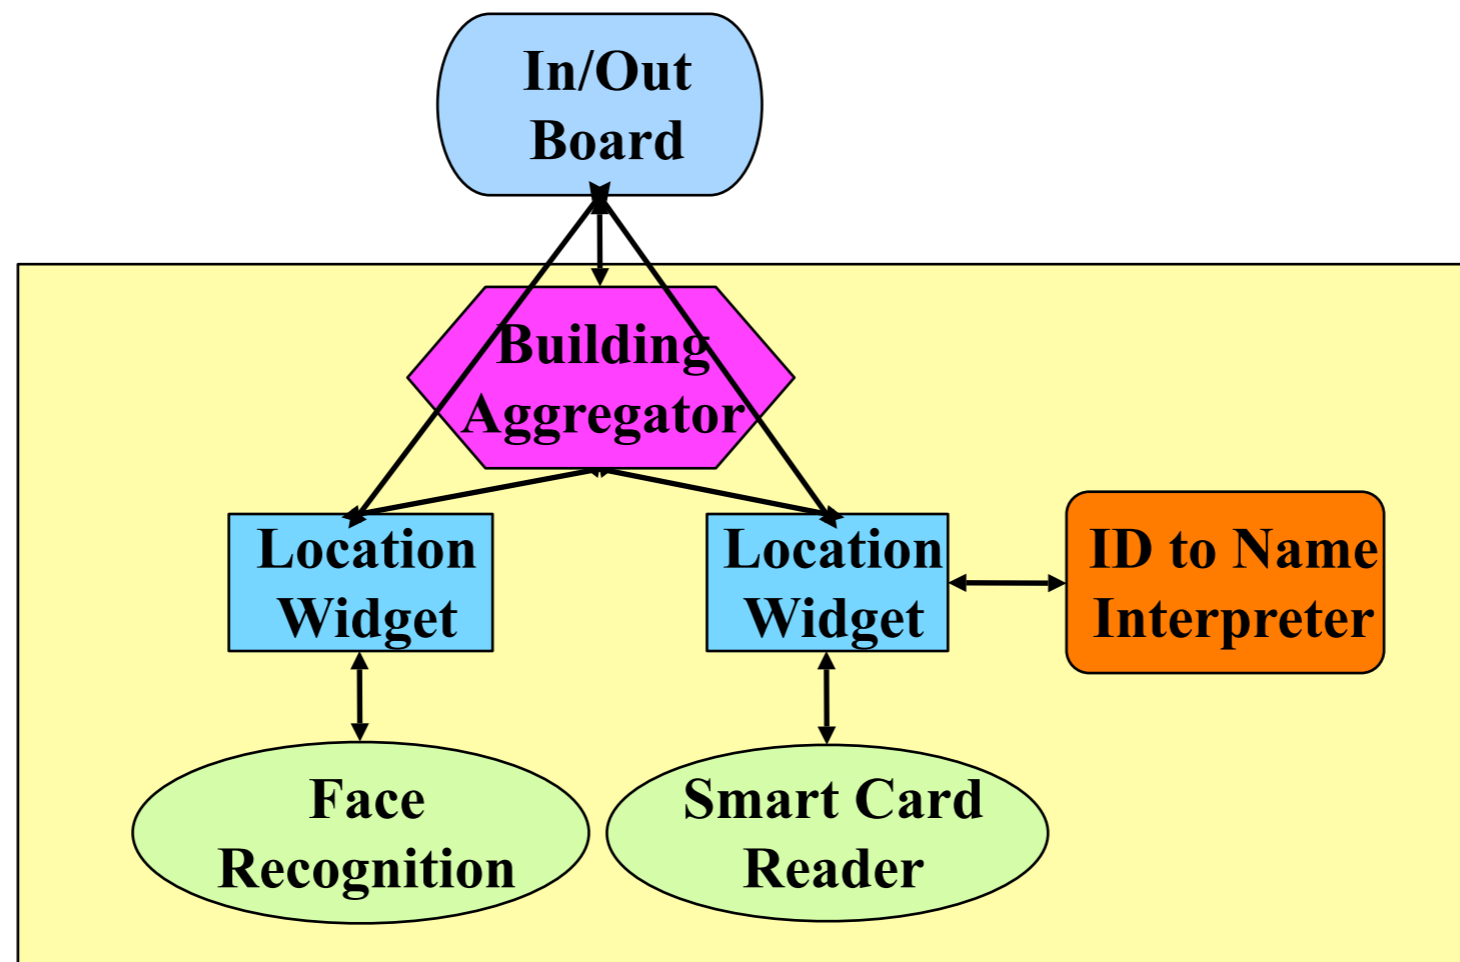 In/Out
Board
Building
Aggregator
Location
Widget
Location
Widget
ID to Name
Interpreter
Face
Recognition
Smart Card
Reader